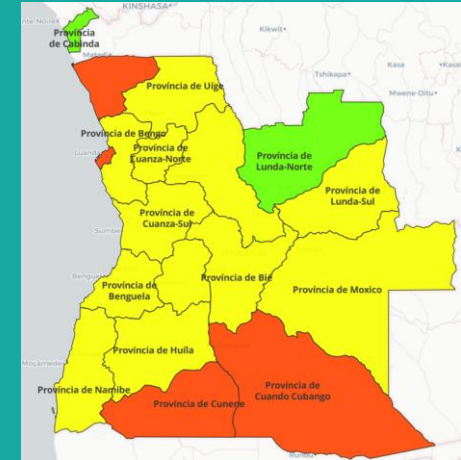 KINSHASA
Kikwit
Província
de Cabinda
Matadi
Tshikapa
Kasa
Mwene-Ditu
Província de Uíge
Província de Bengo
Luanda
Província de
Cuanza-Norte
Província de
Lunda-Norte
Província de
Lunda-Sul
Província de
Cuanza-Sul
Sumbe
Província de Bié
Benguela
Província de
Benguela
Província de Moxico
Província de Huíla
Moçâmedes
Província de
Cuando Cubango
Província de Namibe
Província de Cunene
Rundu